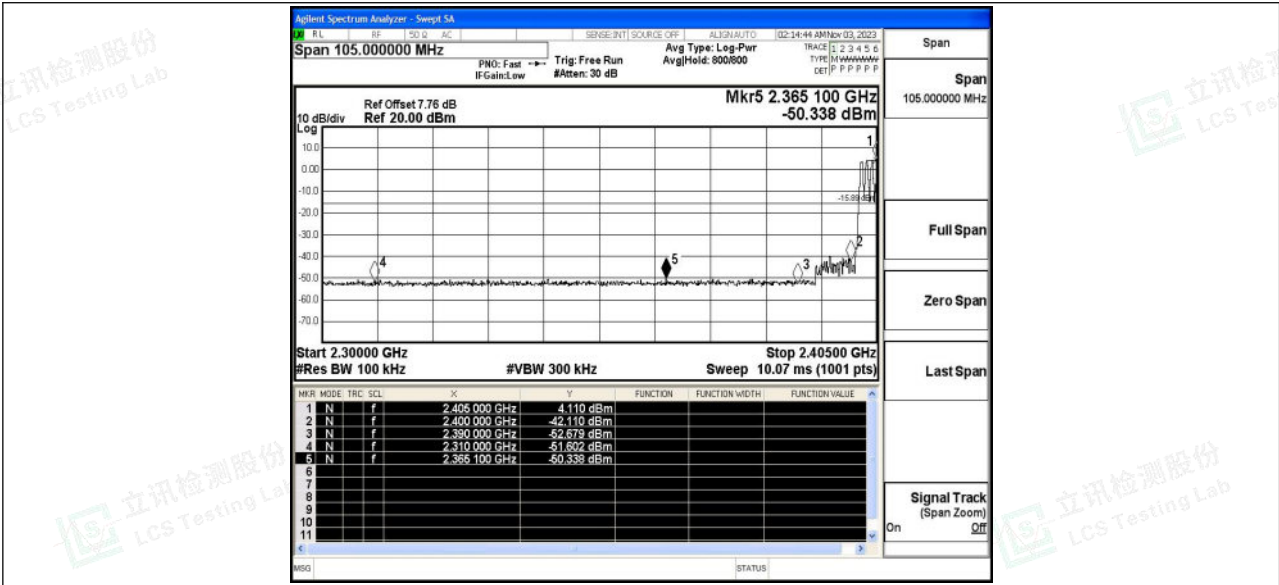 Agilent Spectrum Analyzer - Swept SA
RL RF 50 Ω AC SENSE:INT SOURCE OFF ALIGNAUTO 02:14:44 AM Nov 03, 2023
Span 105.000000 MHz
PNO: Fast
IFGain:Low
Trig: Free Run
#Atten: 30 dB
Avg Type: Log-Pwr
Avg|Hold: 800/800
TRACE 1 2 3 4 5 6
TYPE M W W W W W
DET P P P P P P
Ref Offset 7.76 dB
Ref 20.00 dBm
10 dB/div
Log
Mkr5 2.365 100 GHz
-50.338 dBm
10.0
0.00
-10.0
-20.0
-30.0
-40.0
-50.0
-60.0
-70.0
1
-15.89 dBm
2
3
4
5
Start 2.30000 GHz
Stop 2.40500 GHz
#Res BW 100 kHz
#VBW 300 kHz
Sweep 10.07 ms (1001 pts)
MKR MODE TRC SCL X Y FUNCTION FUNCTION WIDTH FUNCTION VALUE
1 N f 2.405 000 GHz 4.110 dBm
2 N f 2.400 000 GHz -42.110 dBm
3 N f 2.390 000 GHz -52.679 dBm
4 N f 2.310 000 GHz -51.602 dBm
5 N f 2.365 100 GHz -50.338 dBm
6
7
8
9
10
11
MSG
STATUS
Span
Span
105.000000 MHz
Full Span
Zero Span
Last Span
Signal Track
(Span Zoom)
On Off
立讯检测股份
LCS Testing Lab
立讯检测股份
LCS Testing Lab
立讯检测股份
LCS Testing Lab